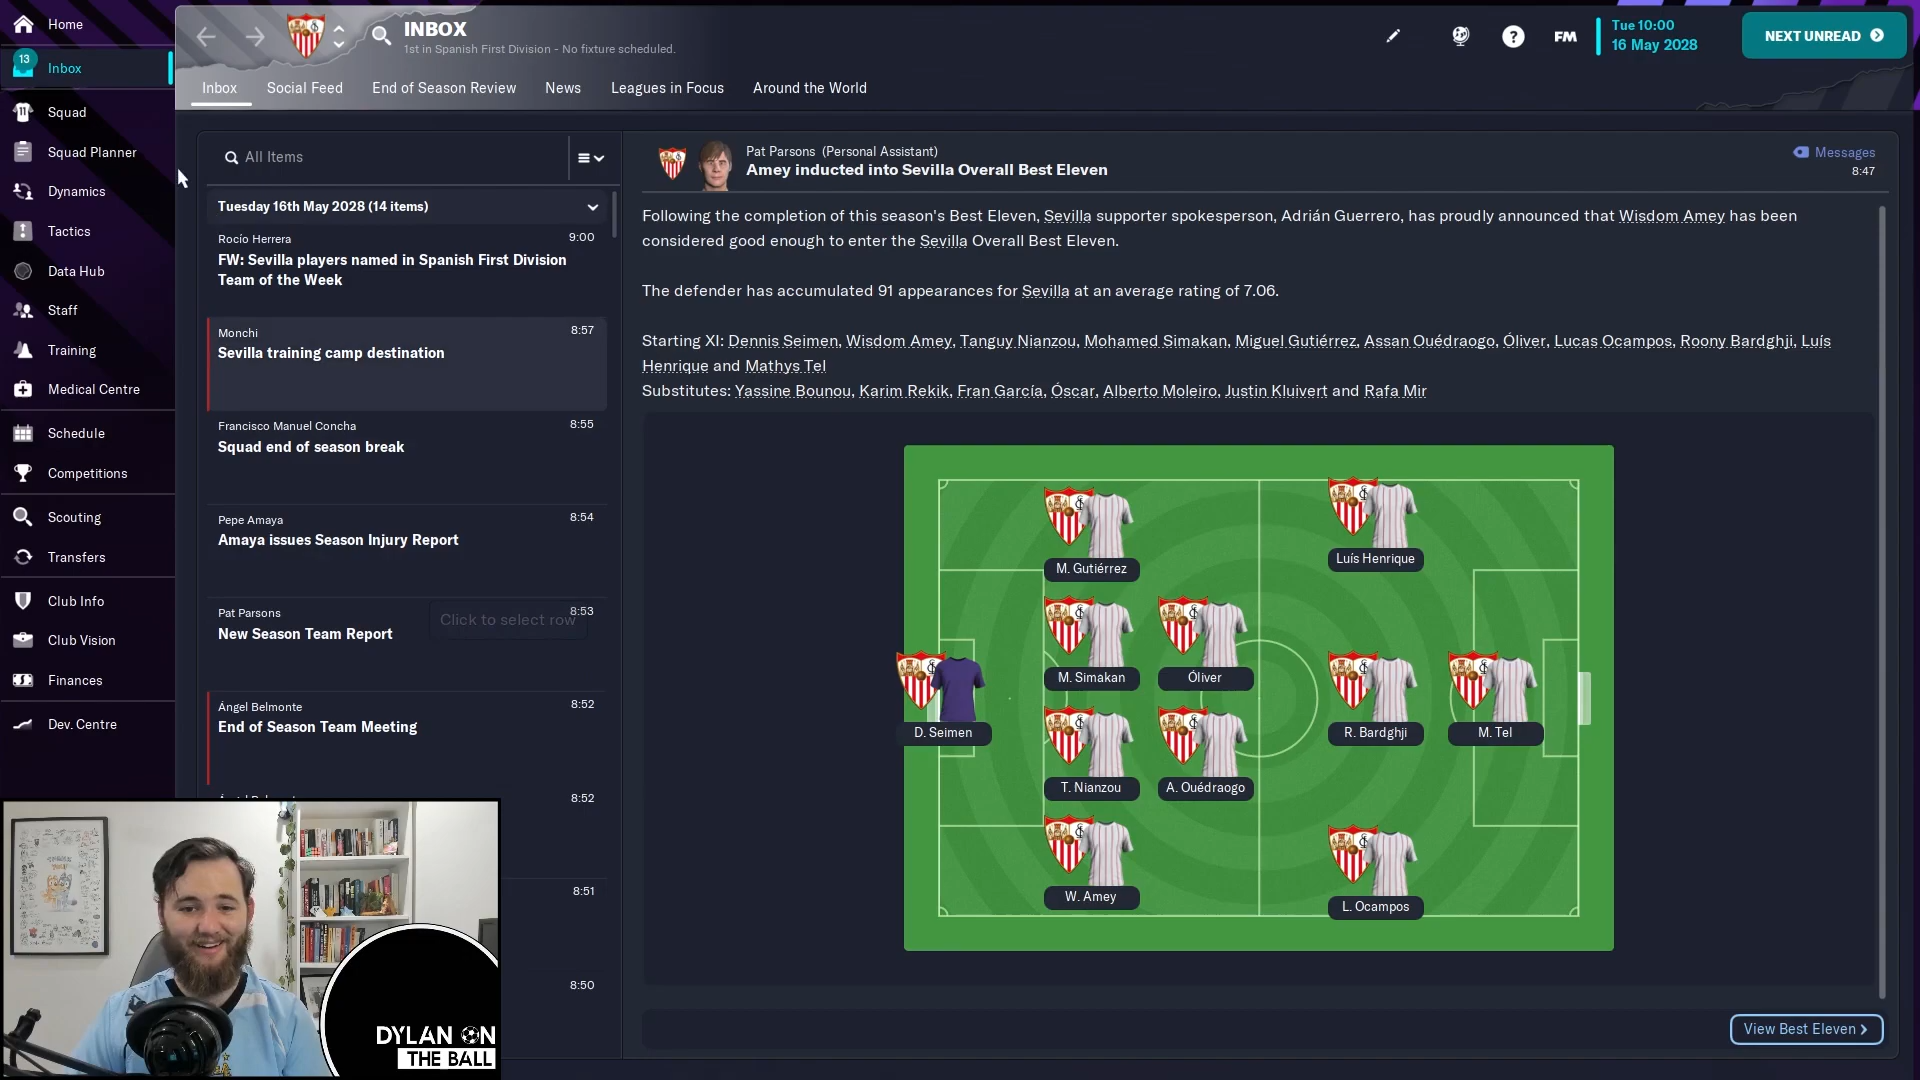 Home
13
Inbox
Squad
Squad Planner
Dynamics
Tactics
Data Hub
Staff
Training
Medical Centre
Schedule
Competitions
Scouting
Transfers
Club Info
Club Vision
Finances
Dev. Centre
INBOX
1st in Spanish First Division - No fixture scheduled.
FM
Tue 10:00
16 May 2028
NEXT UNREAD
Inbox
Social Feed
End of Season Review
News
Leagues in Focus
Around the World
All Items
Tuesday 16th May 2028 (14 items)
Rocío Herrera
9:00
FW: Sevilla players named in Spanish First Division
Team of the Week
Monchi
8:57
Sevilla training camp destination
Francisco Manuel Concha
8:55
Squad end of season break
Pepe Amaya
8:54
Amaya issues Season Injury Report
Pat Parsons
8:53
New Season Team Report
Click to select row
Ángel Belmonte
8:52
End of Season Team Meeting
8:52
8:51
8:50
Pat Parsons (Personal Assistant)
Amey inducted into Sevilla Overall Best Eleven
Messages
8:47
Following the completion of this season's Best Eleven, Sevilla supporter spokesperson, Adrián Guerrero, has proudly announced that Wisdom Amey has been
considered good enough to enter the Sevilla Overall Best Eleven.
The defender has accumulated 91 appearances for Sevilla at an average rating of 7.06.
Starting XI: Dennis Seimen, Wisdom Amey, Tanguy Nianzou, Mohamed Simakan, Miguel Gutiérrez, Assan Ouédraogo, Óliver, Lucas Ocampos, Roony Bardghji, Luís
Henrique and Mathys Tel
Substitutes: Yassine Bounou, Karim Rekik, Fran García, Óscar, Alberto Moleiro, Justin Kluivert and Rafa Mir
M. Gutiérrez
Luís Henrique
M. Simakan
Óliver
D. Seimen
R. Bardghji
M. Tel
T. Nianzou
A. Ouédraogo
W. Amey
L. Ocampos
View Best Eleven
DYLAN ON
THE BALL